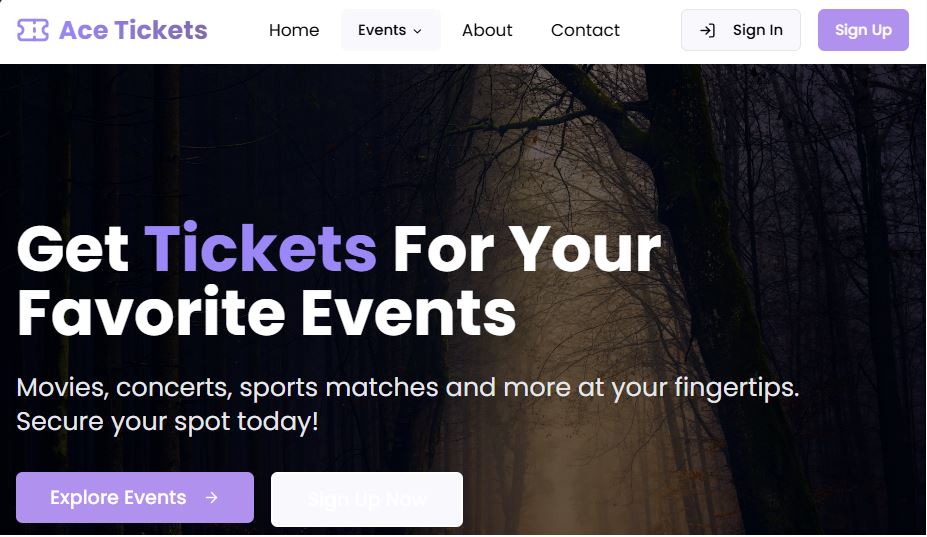 Ace Tickets
Home
Events
About
Contact
Sign In
Sign Up
Get Tickets For Your
Favorite Events
Movies, concerts, sports matches and more at your fingertips.
Secure your spot today!
Explore Events
Sign Up Now